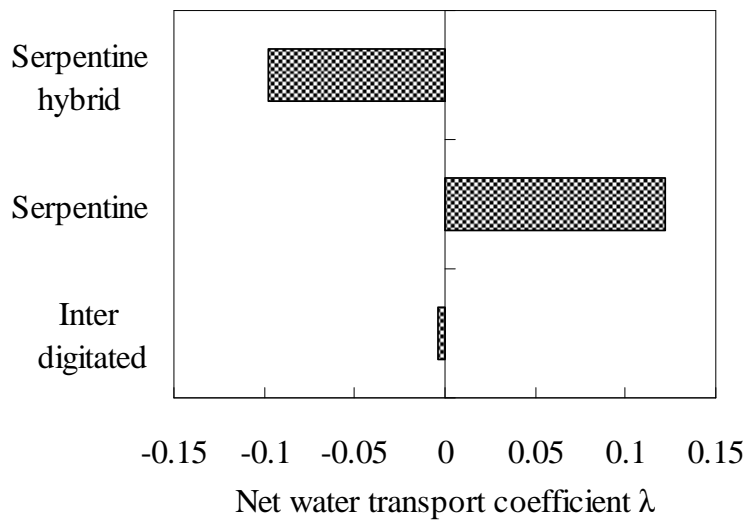 Serpentine
hybrid
Serpentine
Inter
digitated
-0.15 -0.1 -0.05 0 0.05 0.1 0.15
Net water transport coefficient λ